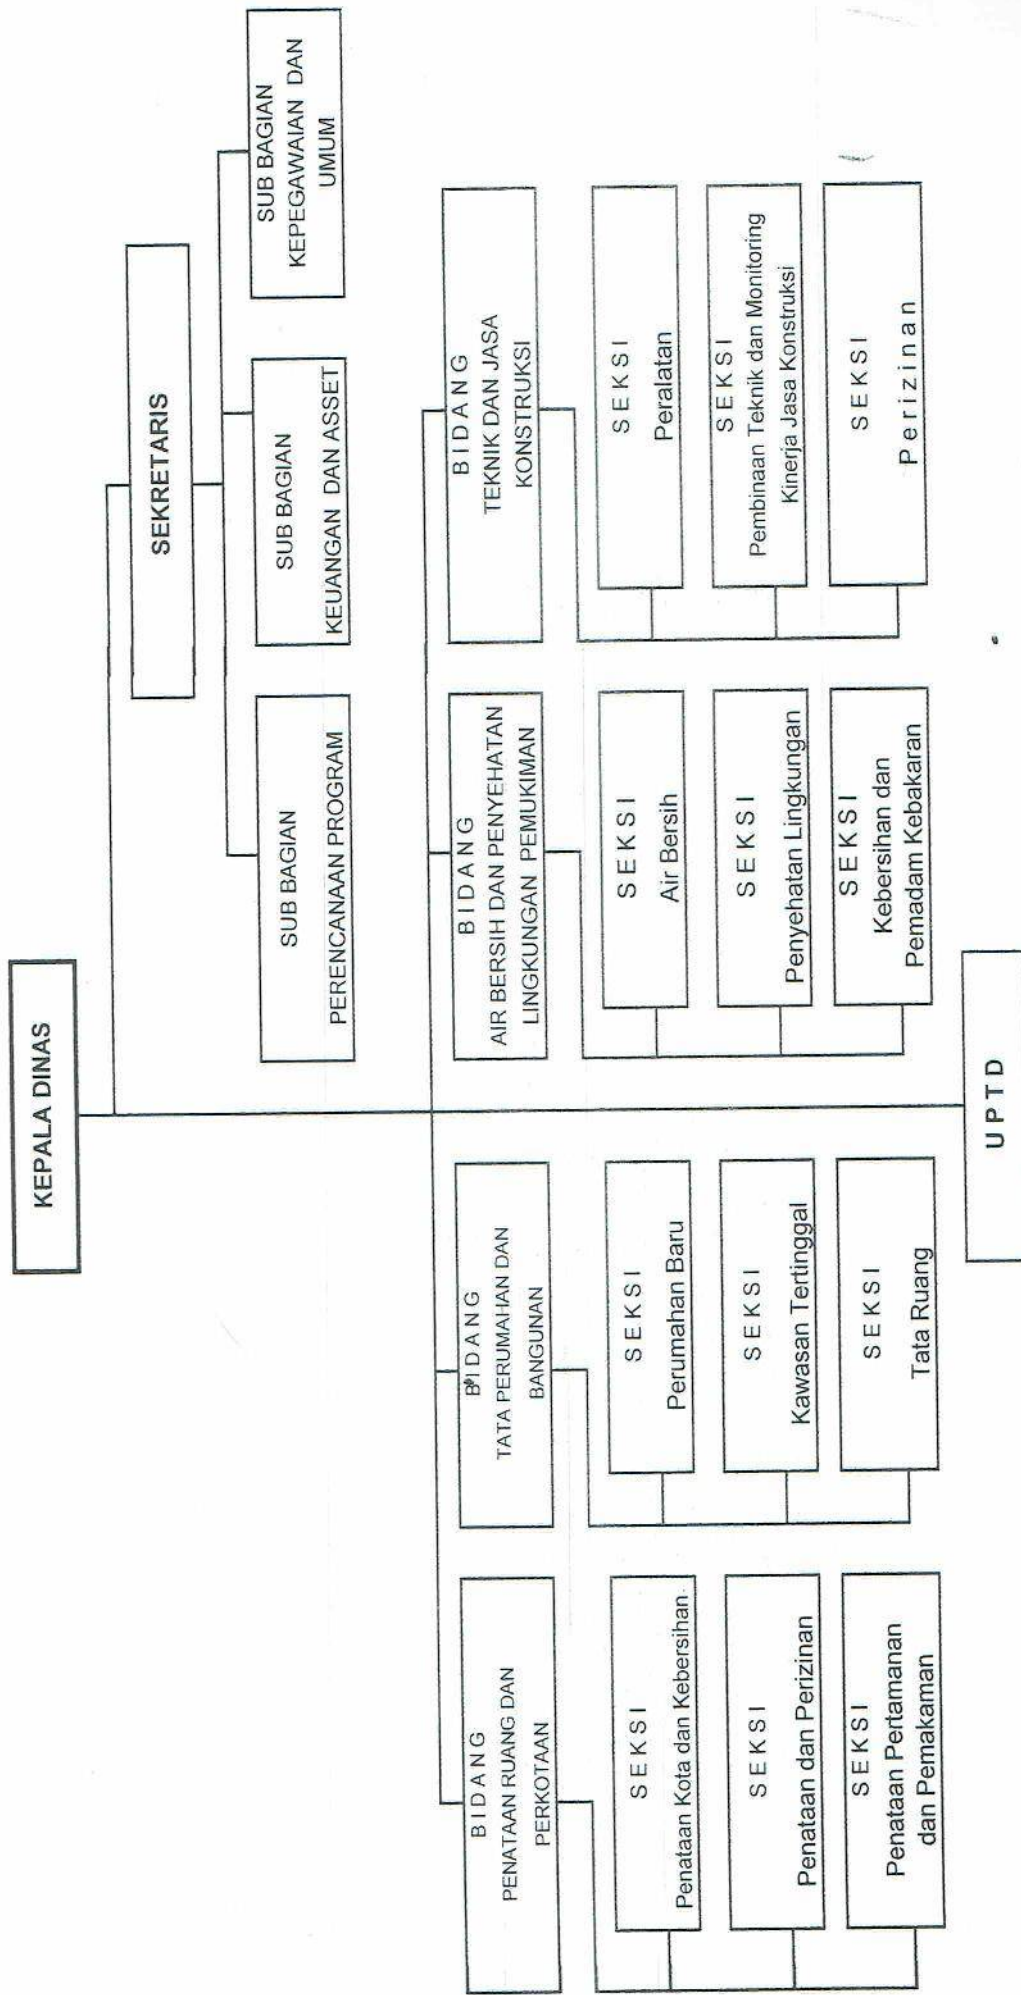 KEPALA DINAS
SEKRETARIS
SUB BAGIAN
PERENCANAAN PROGRAM
SUB BAGIAN
KEUANGAN DAN ASSET
SUB BAGIAN
KEPEGAWAIAN DAN
UMUM
B I D A N G
PENATAAN RUANG DAN
PERKOTAAN
S E K S I
Penataan Kota dan Kebersihan
S E K S I
Penataan dan Perizinan
S E K S I
Penataan Pertamanan
dan Pemakaman
B I D A N G
TATA PERUMAHAN DAN
BANGUNAN
S E K S I
Perumahan Baru
S E K S I
Kawasan Tertinggal
S E K S I
Tata Ruang
B I D A N G
AIR BERSIH DAN PENYEHATAN
LINGKUNGAN PEMUKIMAN
S E K S I
Air Bersih
S E K S I
Penyehatan Lingkungan
S E K S I
Kebersihan dan
Pemadam Kebakaran
B I D A N G
TEKNIK DAN JASA
KONSTRUKSI
S E K S I
Peralatan
S E K S I
Pembinaan Teknik dan Monitoring
Kinerja Jasa Konstruksi
S E K S I
P e r i z i n a n
U P T D